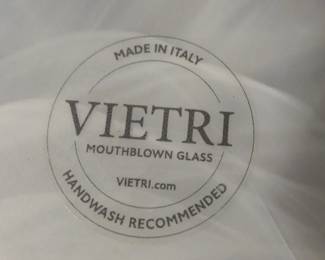 MADE IN ITALY
VIETRI
MOUTHBLOWN GLASS
VIETRI.com
HANDWASH RECOMMENDED